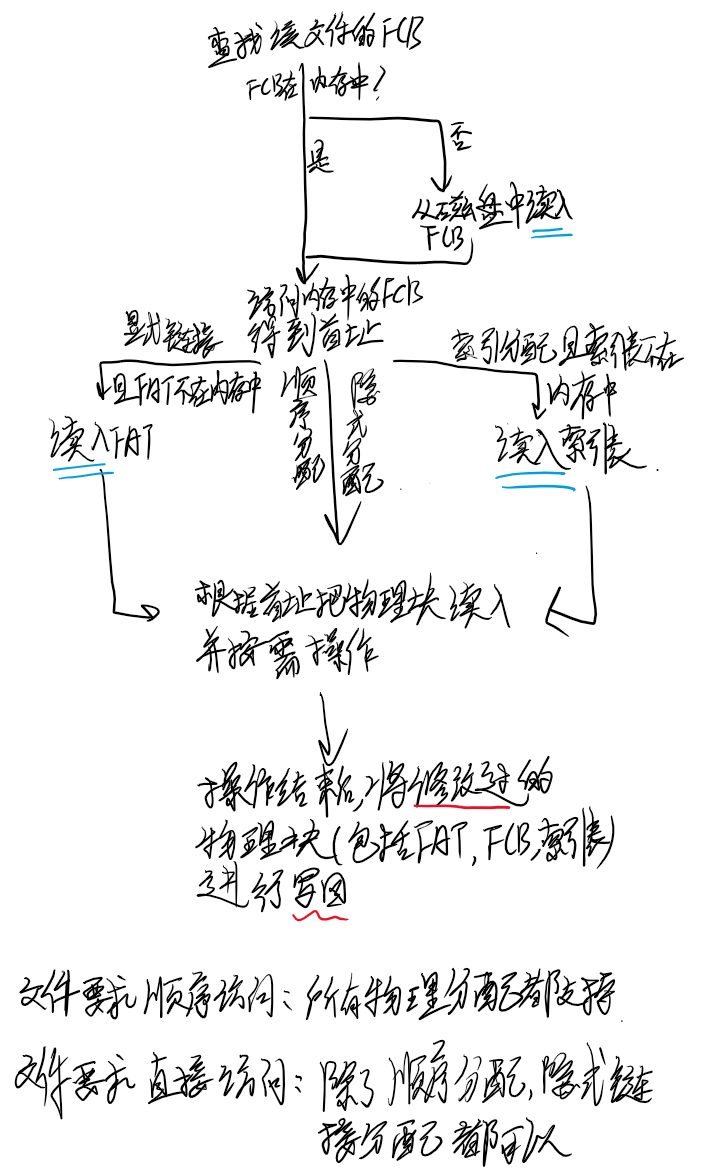 查找该文件的FCB
FCB在内存中?
是
否
从磁盘中读入
FCB
访问内存中的FCB
得到首址
显式链接
且FAT不在内存中
读入FAT
顺序分配
隐式分配
索引分配且索引表不在
内存中
读入索引表
根据首址把物理块读入
并按需操作
操作结束后,将修改过的
物理块(包括FAT,FCB,索引表)
进行写回
文件要求顺序访问:所有物理分配都支持
文件要求直接访问:除了顺序分配,隐式链
接分配都可以